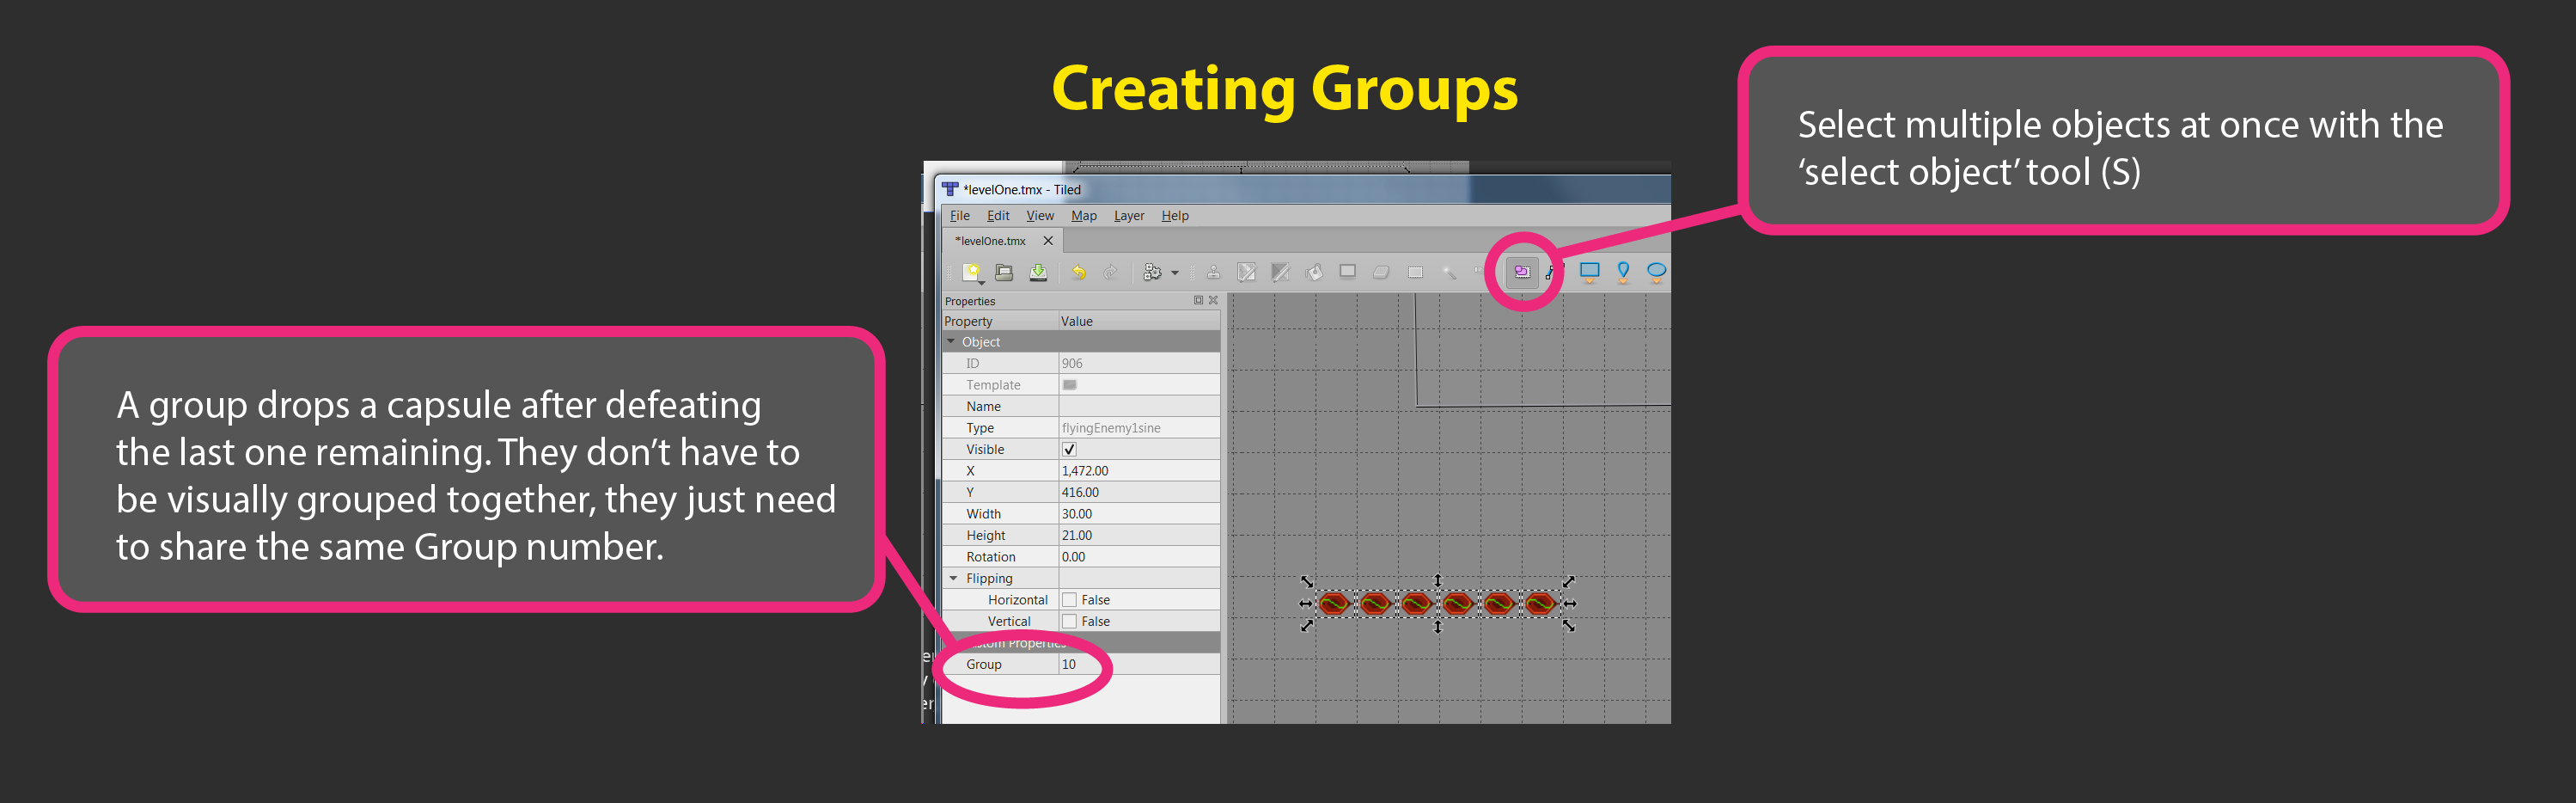 Creating Groups
Select multiple objects at once with the
‘select object’ tool (S)
A group drops a capsule after defeating
the last one remaining. They don’t have to
be visually grouped together, they just need
to share the same Group number.
*levelOne.tmx - Tiled
File Edit View Map Layer Help
*levelOne.tmx
Properties
Property Value
Object
ID 906
Template
Name
Type flyingEnemy1sine
Visible
X 1,472.00
Y 416.00
Width 30.00
Height 21.00
Rotation 0.00
Flipping
Horizontal False
Vertical False
Properties
Group 10